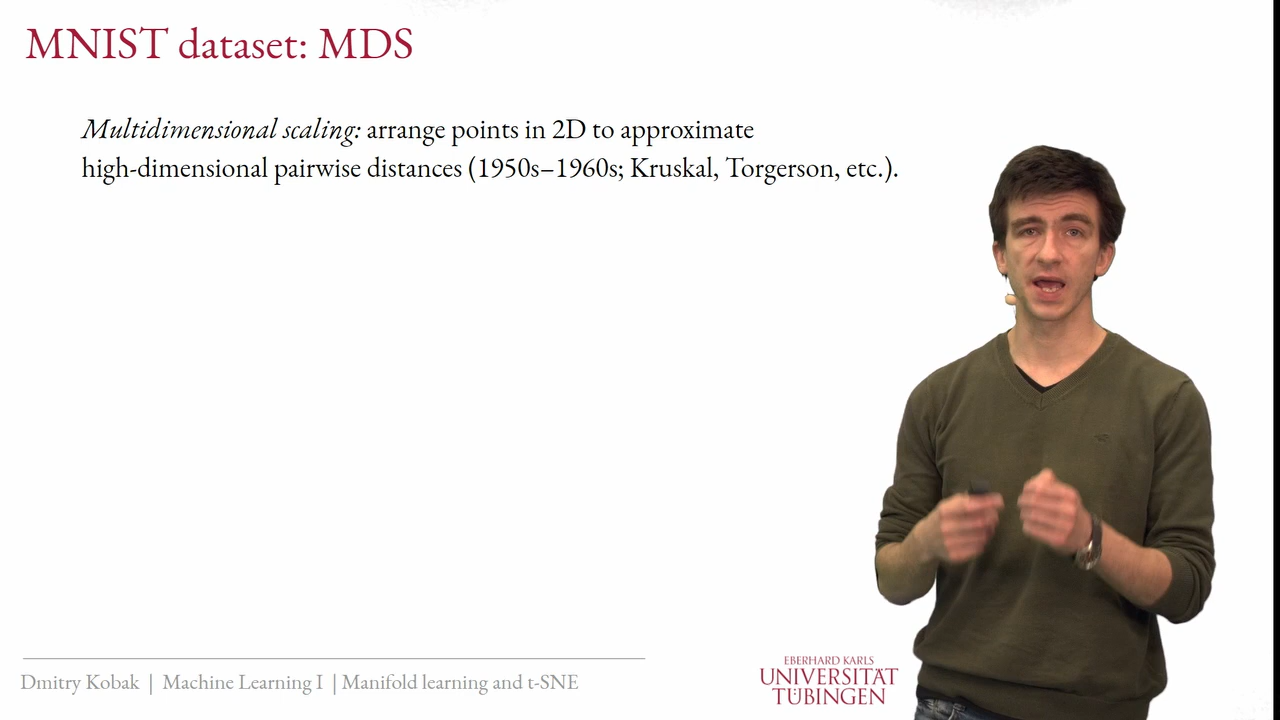 MNIST dataset: MDS
Multidimensional scaling: arrange points in 2D to approximate
high-dimensional pairwise distances (1950s–1960s; Kruskal, Torgerson, etc.).
Dmitry Kobak | Machine Learning I | Manifold learning and t-SNE
EBERHARD KARLS
UNIVERSITÄT
TÜBINGEN